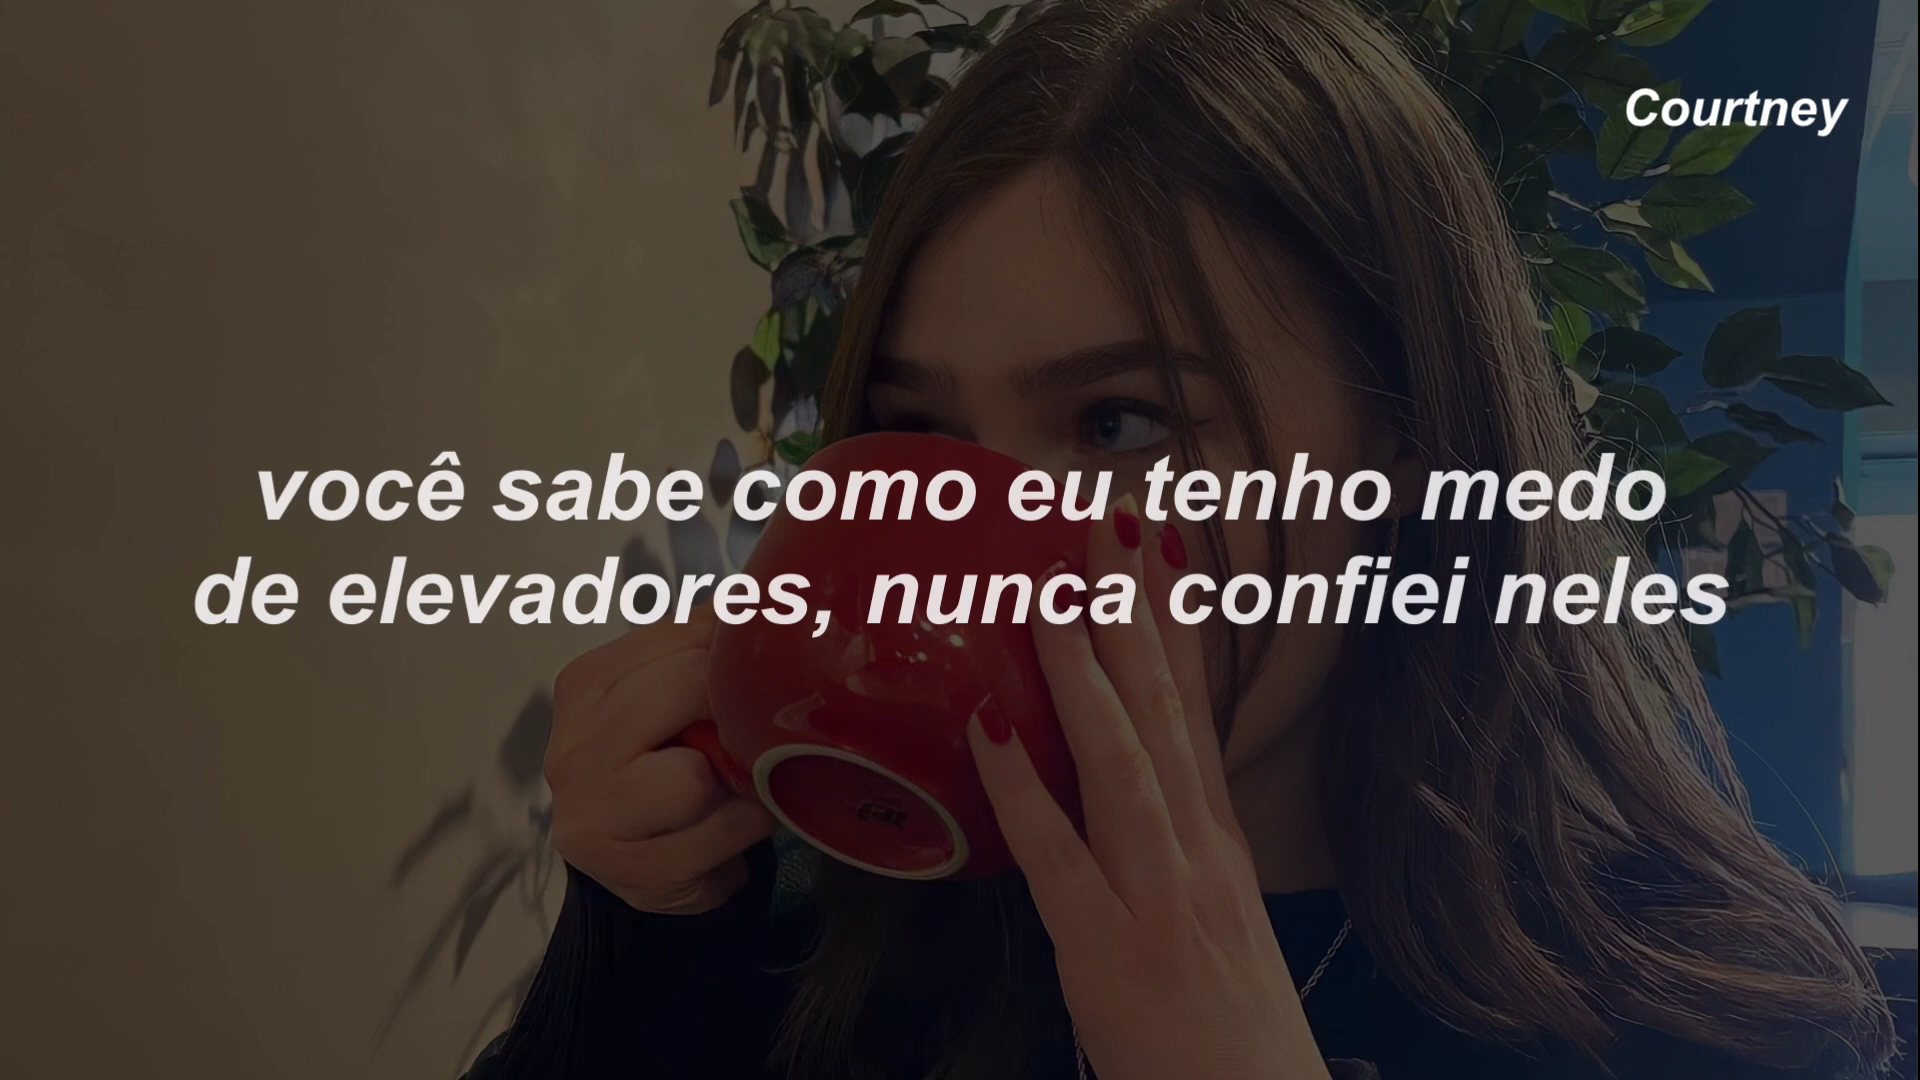 Courtney
você sabe como eu tenho medo
de elevadores, nunca confiei neles